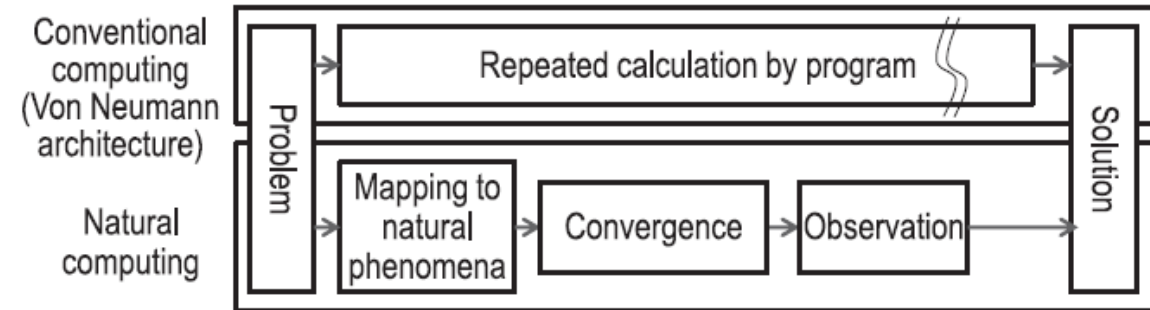 Conventional
computing
(Von Neumann
architecture)
Problem
Repeated calculation by program
Solution
Natural
computing
Mapping to
natural
phenomena
Convergence
Observation